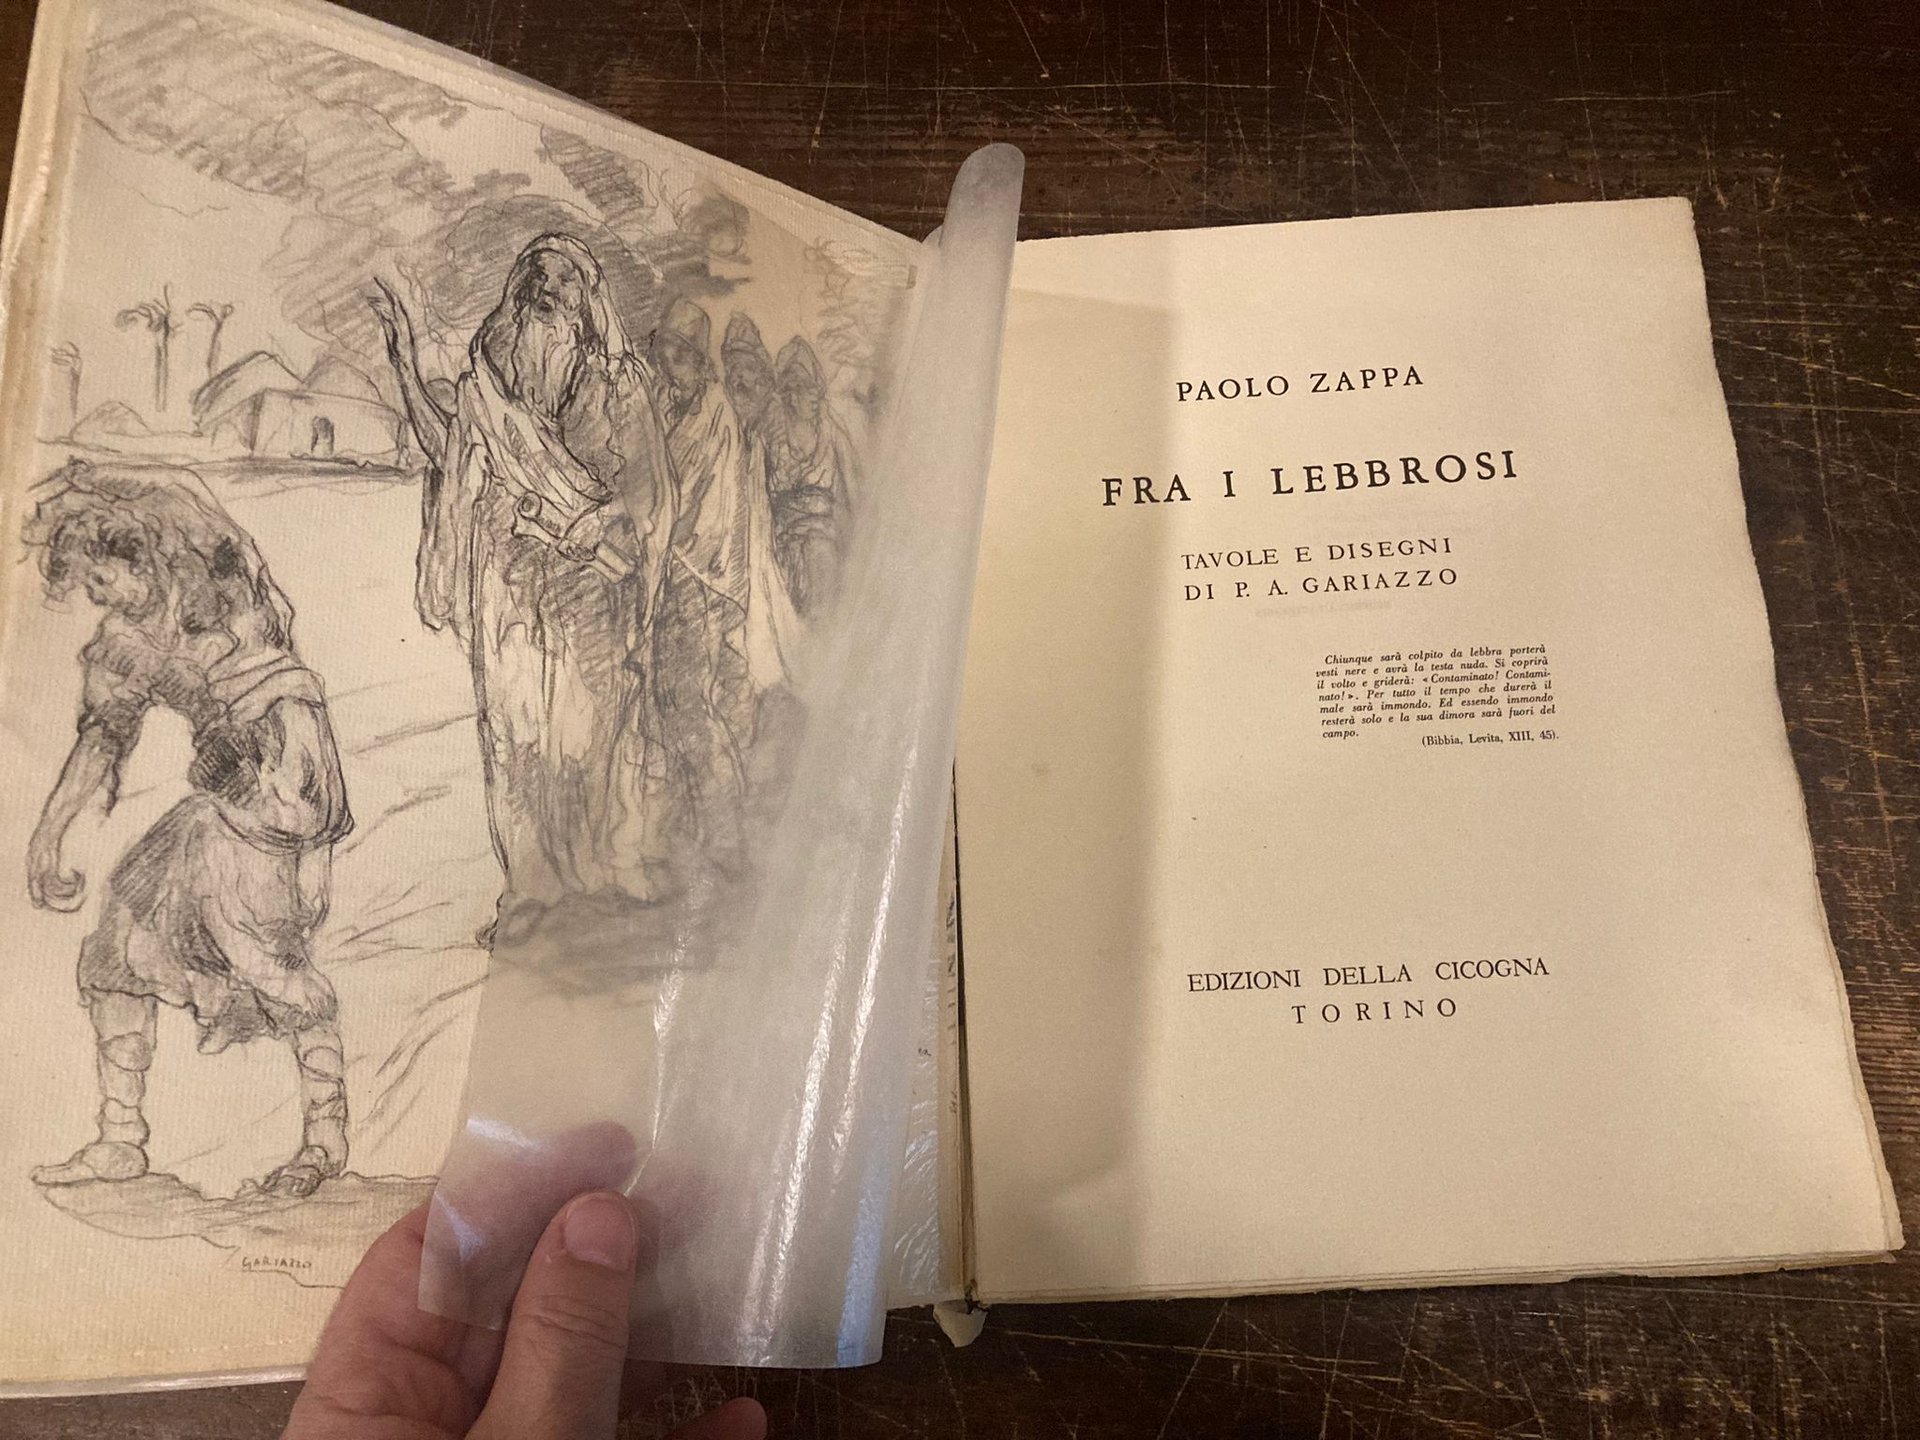 GARIAZZO
PAOLO ZAPPA
FRA I LEBBROSI
TAVOLE E DISEGNI
DI P. A. GARIAZZO
Chiunque sarà colpito da lebbra porterà
vesti nere e avrà la testa nuda. Si coprirà
il volto e griderà: «Contaminato! Contami-
nato!». Per tutto il tempo che durerà il
male sarà immondo. Ed essendo immondo
resterà solo e la sua dimora sarà fuori del
campo.
(Bibbia, Levita, XIII, 45).
EDIZIONI DELLA CICOGNA
TORINO